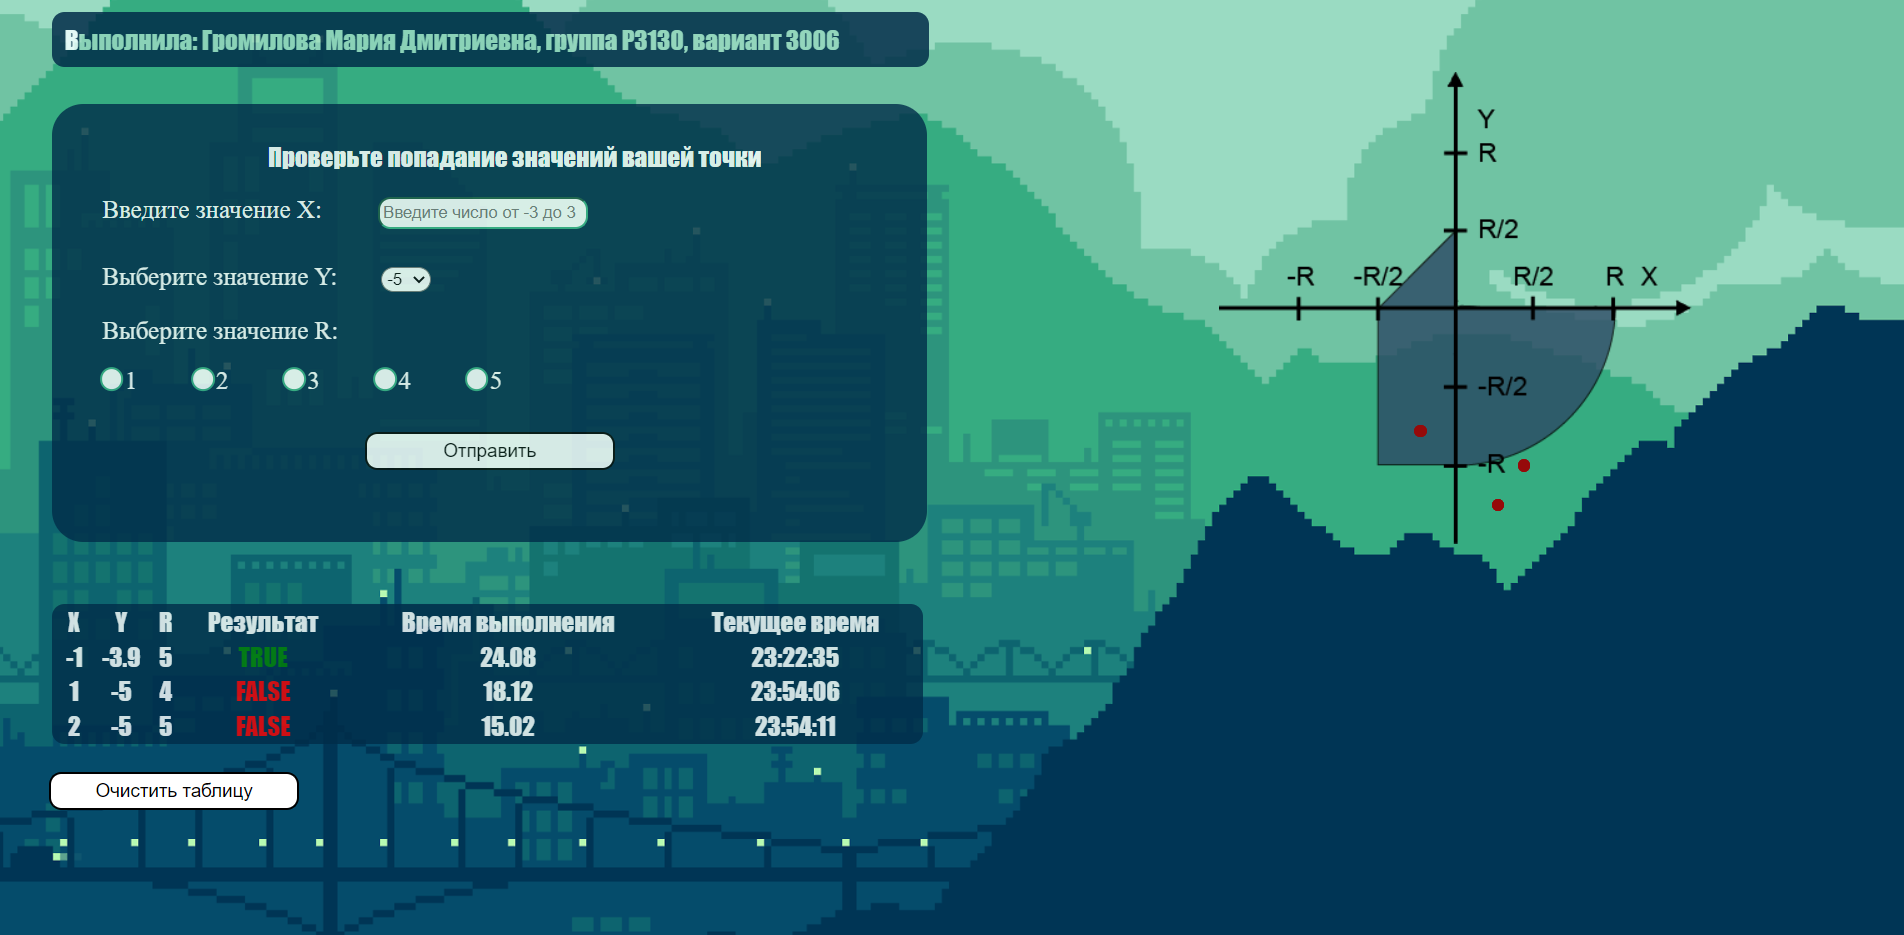 Выполнила: Громилова Мария Дмитриевна, группа P3130, вариант 3006
Проверьте попадание значений вашей точки
Введите значение X: Введите число от -3 до 3
Выберите значение Y: -5
Выберите значение R:
1 2 3 4 5
Отправить
X Y R Результат Время выполнения Текущее время
-1 -3.9 5 TRUE 24.08 23:22:35
1 -5 4 FALSE 18.12 23:54:06
2 -5 5 FALSE 15.02 23:54:11
Очистить таблицу
Y
R
R/2
-R -R/2 R/2 R X
-R/2
-R